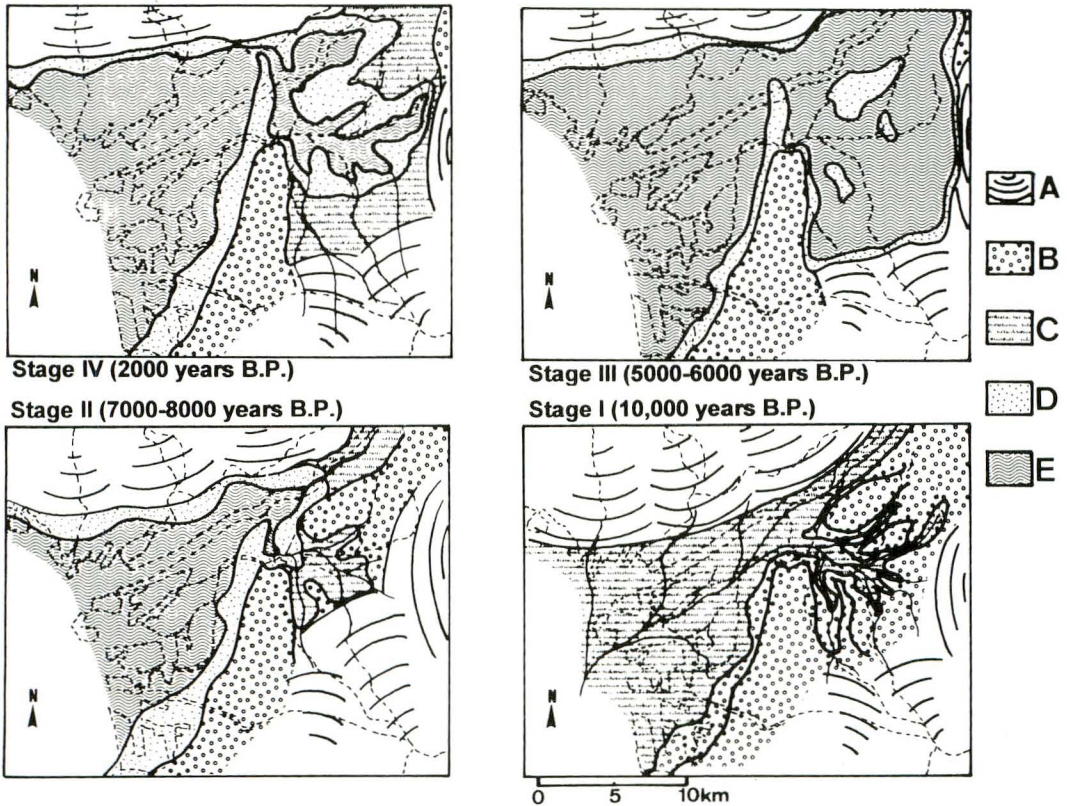 N
Stage IV (2000 years B.P.)
N
Stage III (5000-6000 years B.P.)
Stage II (7000-8000 years B.P.)
N
Stage I (10,000 years B.P.)
N
0 5 10km
A
B
C
D
E